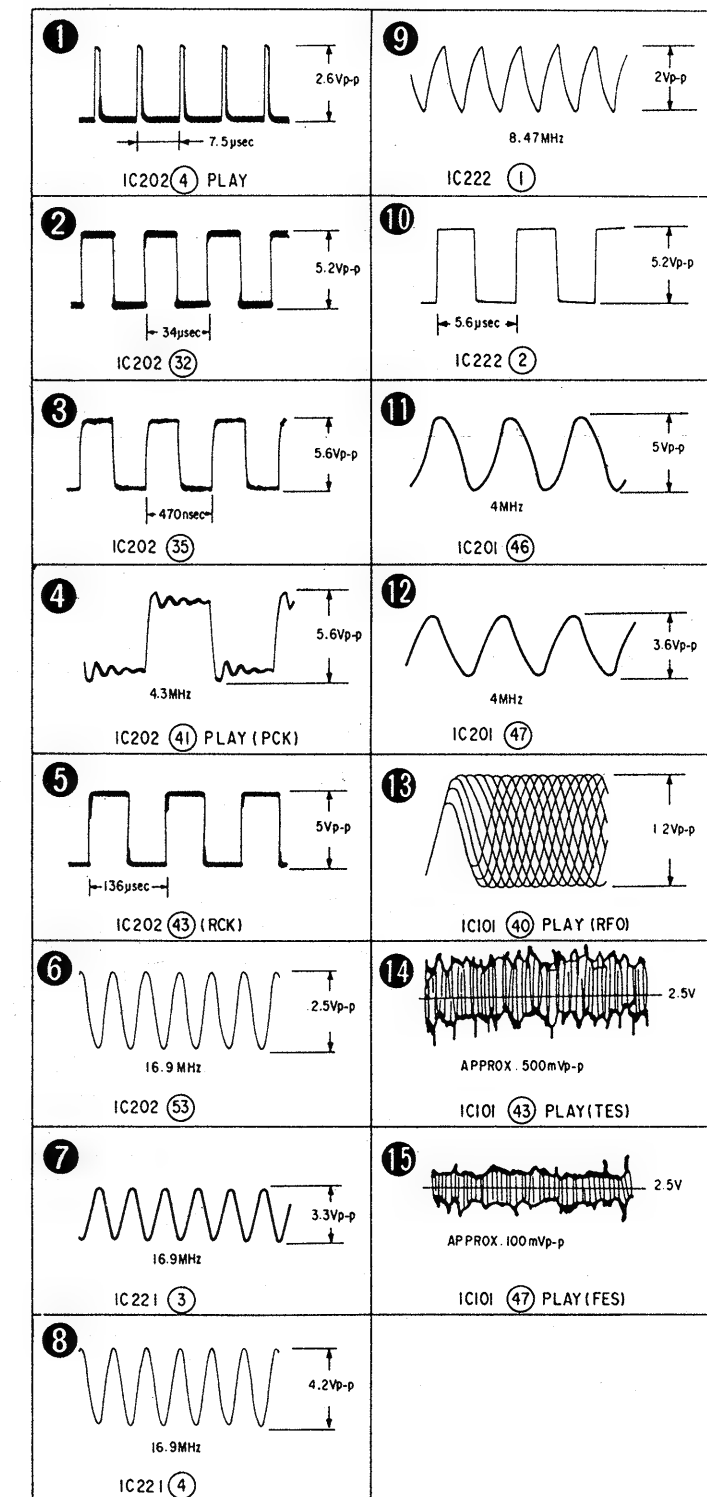 1
2.6Vp-p
7.5µsec
IC202 4 PLAY
2
5.2Vp-p
34µsec
IC202 32
3
5.6Vp-p
470nsec
IC202 35
4
5.6Vp-p
4.3MHz
IC202 41 PLAY (PCK)
5
5Vp-p
136µsec
IC202 43 (RCK)
6
2.5Vp-p
16.9MHz
IC202 53
7
3.3Vp-p
16.9MHz
IC221 3
8
4.2Vp-p
16.9MHz
IC221 4
9
2Vp-p
8.47MHz
IC222 1
10
5.2Vp-p
5.6µsec
IC222 2
11
5Vp-p
4MHz
IC201 46
12
3.6Vp-p
4MHz
IC201 47
13
1.2Vp-p
IC101 40 PLAY (RFO)
14
2.5V
APPROX. 500mVp-p
IC101 43 PLAY(TES)
15
2.5V
APPROX. 100mVp-p
IC101 47 PLAY(FES)